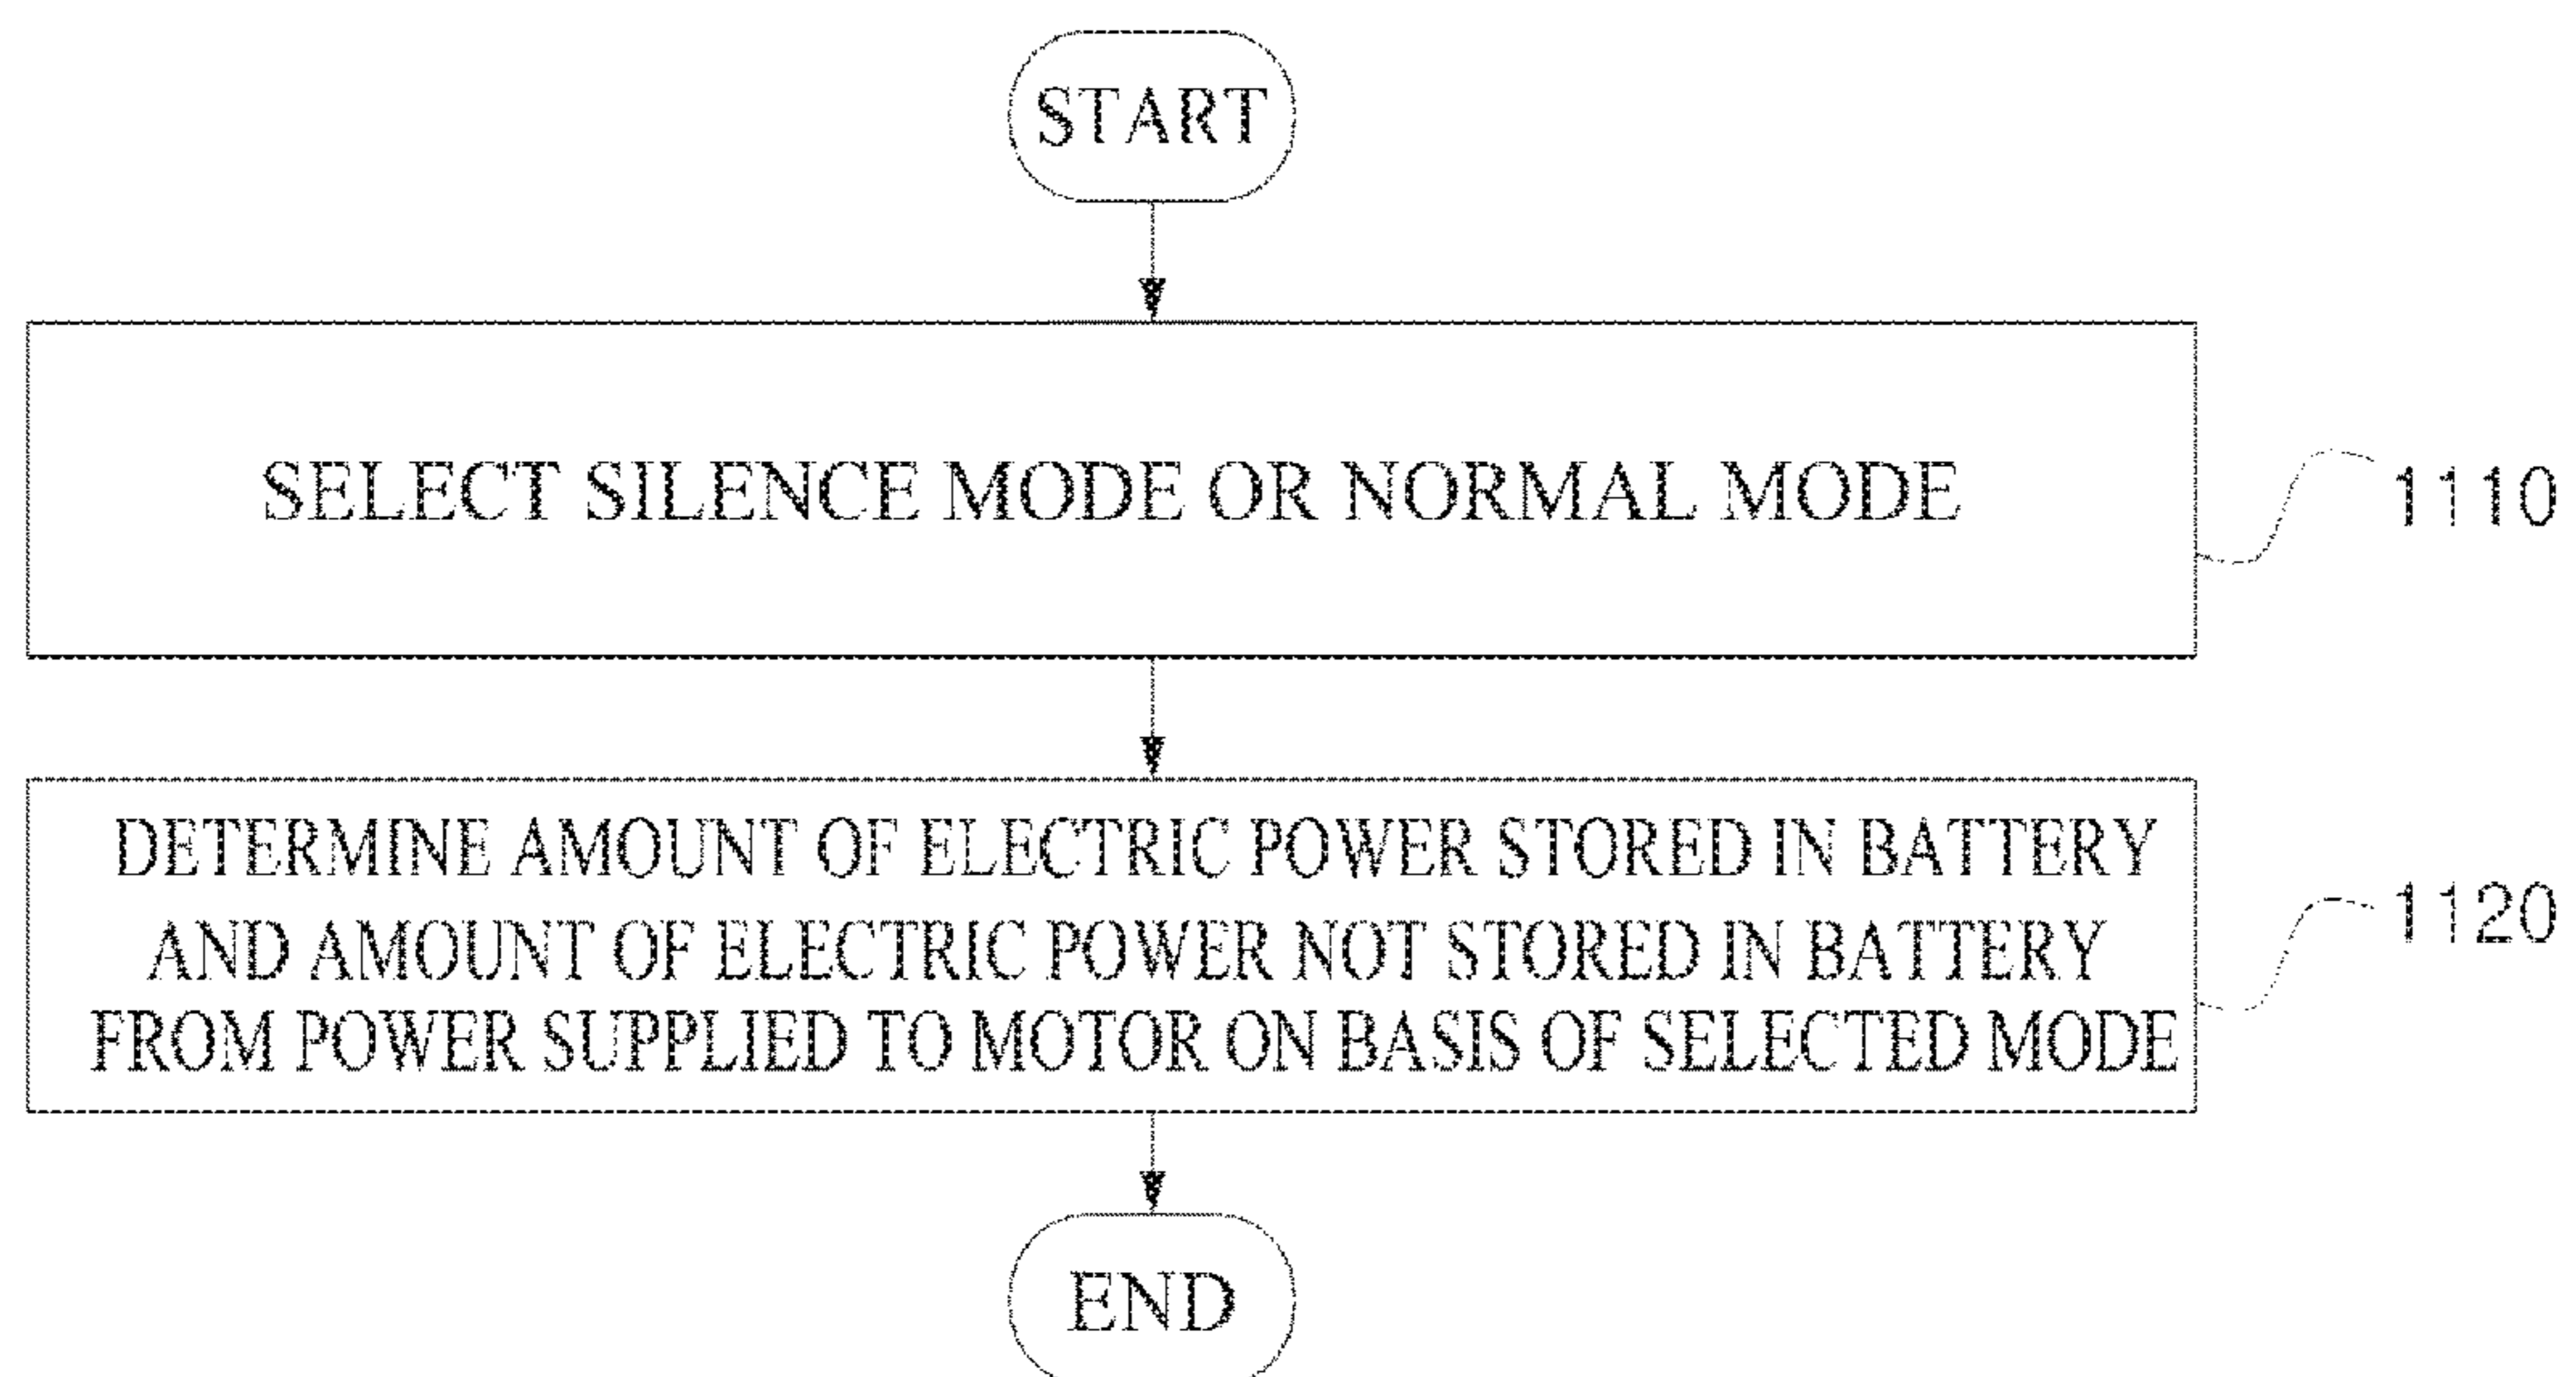 START
SELECT SILENCE MODE OR NORMAL MODE
1110
DETERMINE AMOUNT OF ELECTRIC POWER STORED IN BATTERY
AND AMOUNT OF ELECTRIC POWER NOT STORED IN BATTERY
FROM POWER SUPPLIED TO MOTOR ON BASIS OF SELECTED MODE
1120
END